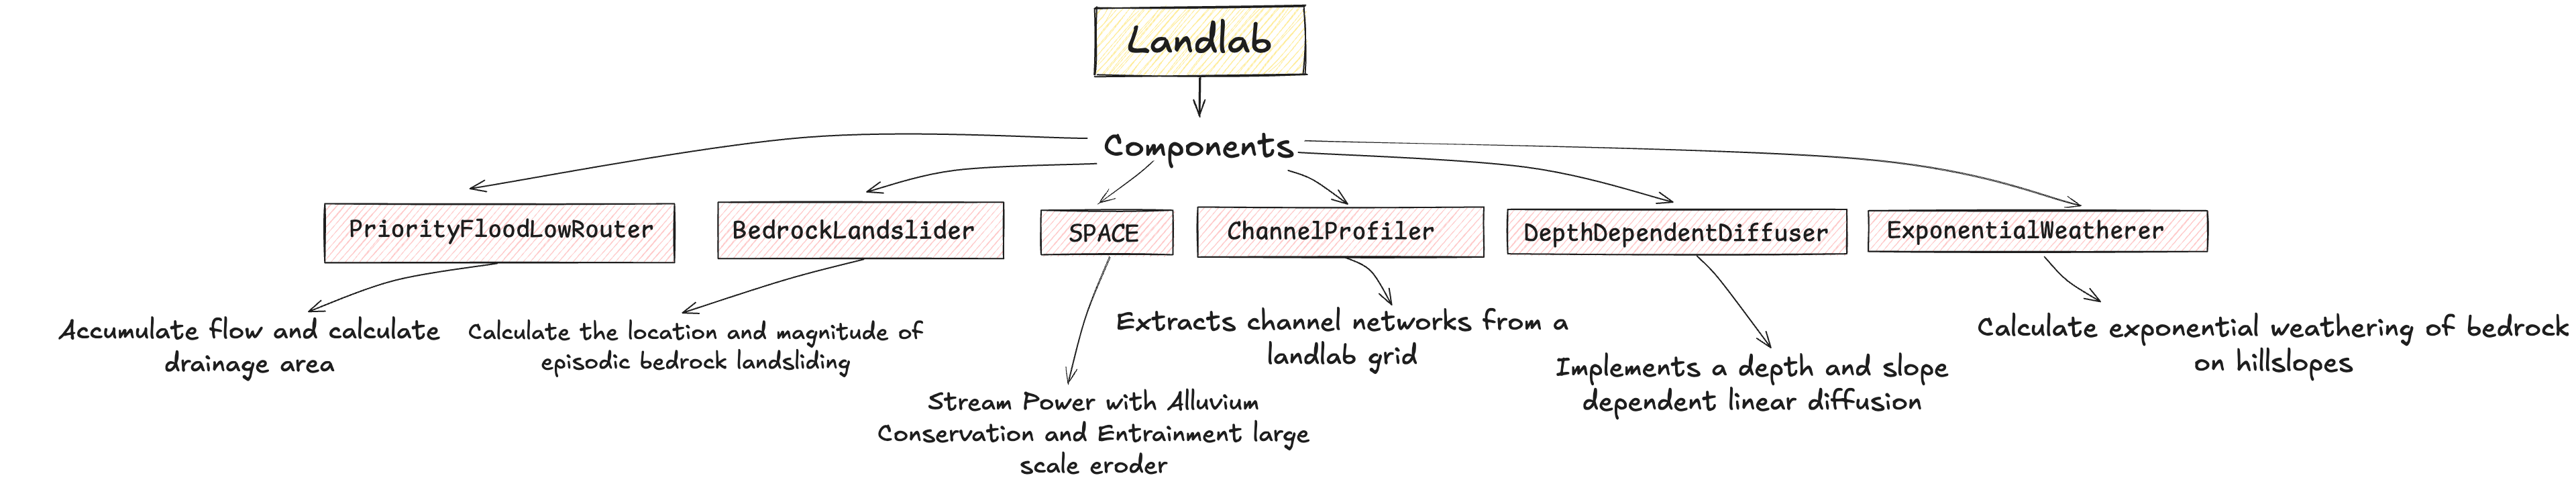 Landlab
Components
PriorityFloodLowRouter
BedrockLandslider
SPACE
ChannelProfiler
DepthDependentDiffuser
ExponentialWeatherer
Accumulate flow and calculate
drainage area
Calculate the location and magnitude of
episodic bedrock landsliding
Stream Power with Alluvium
Conservation and Entrainment large
scale eroder
Extracts channel networks from a
landlab grid
Implements a depth and slope
dependent linear diffusion
Calculate exponential weathering of bedrock
on hillslopes